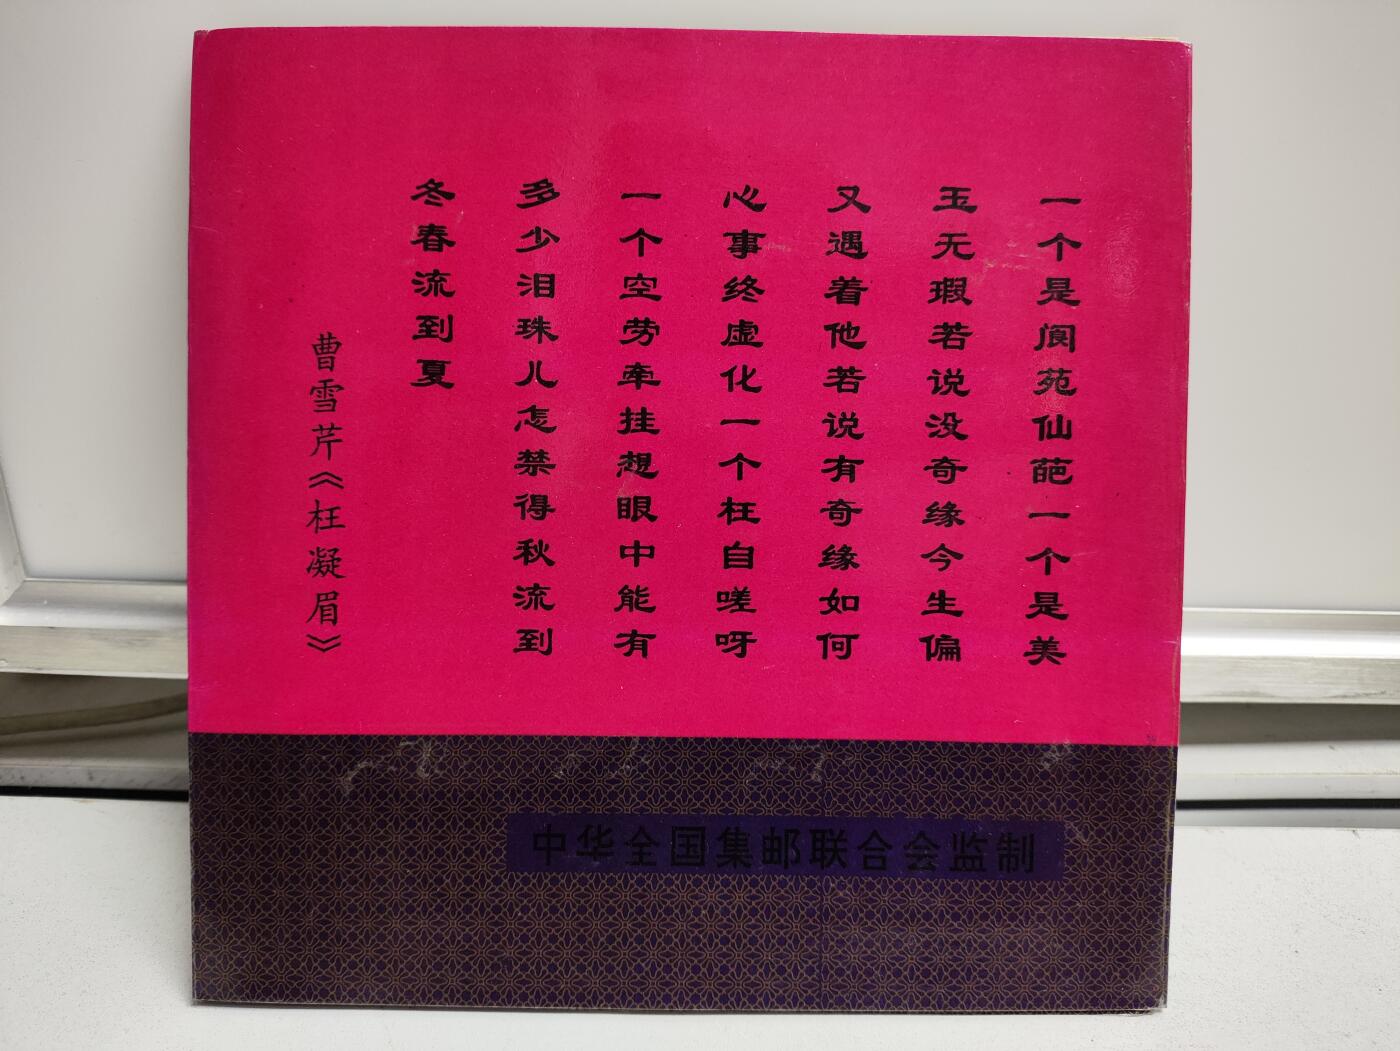 一个是阆苑仙葩一个是美
玉无瑕若说没奇缘今生偏
又遇着他若说有奇缘如何
心事终虚化一个枉自嗟呀
一个空劳牵挂想眼中能有
多少泪珠儿怎禁得秋流到
冬春流到夏
曹雪芹《枉凝眉》
中华全国集邮联合会监制